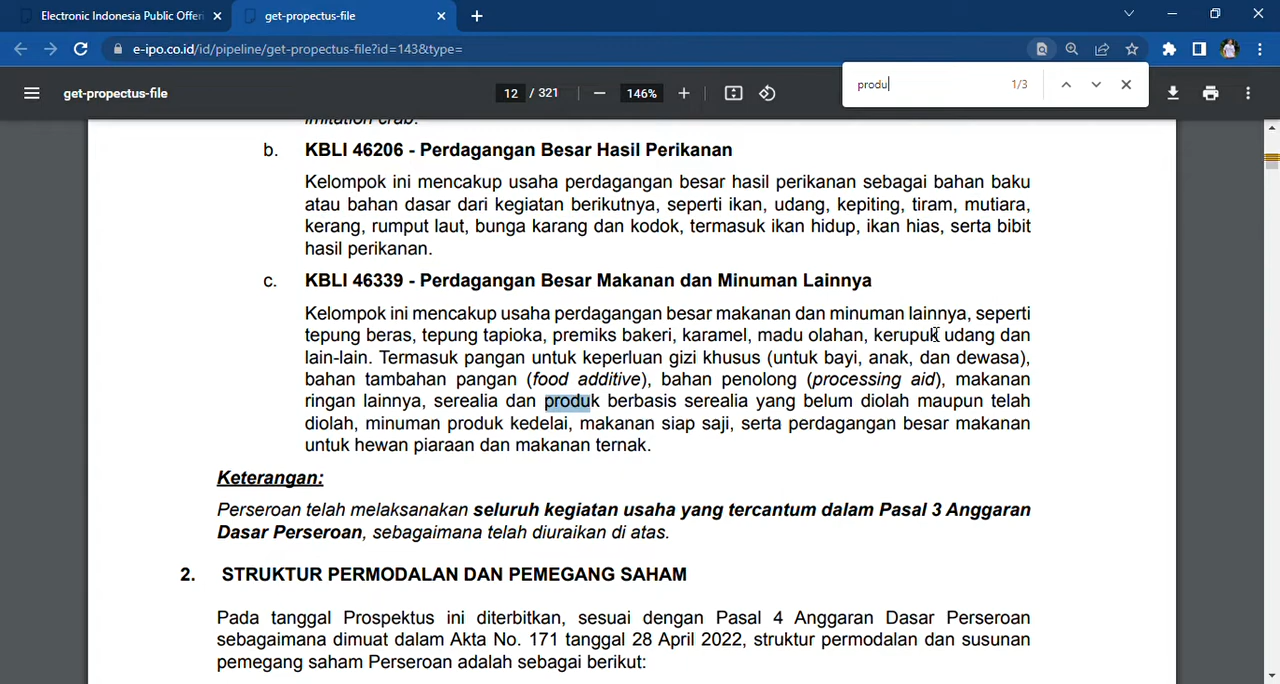 Electronic Indonesia Public Offeri
get-propectus-file
e-ipo.co.id/id/pipeline/get-propectus-file?id=143&type=
get-propectus-file
12 / 321
146%
produ
1/3
imitation crab.
b. KBLI 46206 - Perdagangan Besar Hasil Perikanan
Kelompok ini mencakup usaha perdagangan besar hasil perikanan sebagai bahan baku
atau bahan dasar dari kegiatan berikutnya, seperti ikan, udang, kepiting, tiram, mutiara,
kerang, rumput laut, bunga karang dan kodok, termasuk ikan hidup, ikan hias, serta bibit
hasil perikanan.
c. KBLI 46339 - Perdagangan Besar Makanan dan Minuman Lainnya
Kelompok ini mencakup usaha perdagangan besar makanan dan minuman lainnya, seperti
tepung beras, tepung tapioka, premiks bakeri, karamel, madu olahan, kerupuk udang dan
lain-lain. Termasuk pangan untuk keperluan gizi khusus (untuk bayi, anak, dan dewasa),
bahan tambahan pangan (food additive), bahan penolong (processing aid), makanan
ringan lainnya, serealia dan produk berbasis serealia yang belum diolah maupun telah
diolah, minuman produk kedelai, makanan siap saji, serta perdagangan besar makanan
untuk hewan piaraan dan makanan ternak.
Keterangan:
Perseroan telah melaksanakan seluruh kegiatan usaha yang tercantum dalam Pasal 3 Anggaran
Dasar Perseroan, sebagaimana telah diuraikan di atas.
2. STRUKTUR PERMODALAN DAN PEMEGANG SAHAM
Pada tanggal Prospektus ini diterbitkan, sesuai dengan Pasal 4 Anggaran Dasar Perseroan
sebagaimana dimuat dalam Akta No. 171 tanggal 28 April 2022, struktur permodalan dan susunan
pemegang saham Perseroan adalah sebagai berikut: